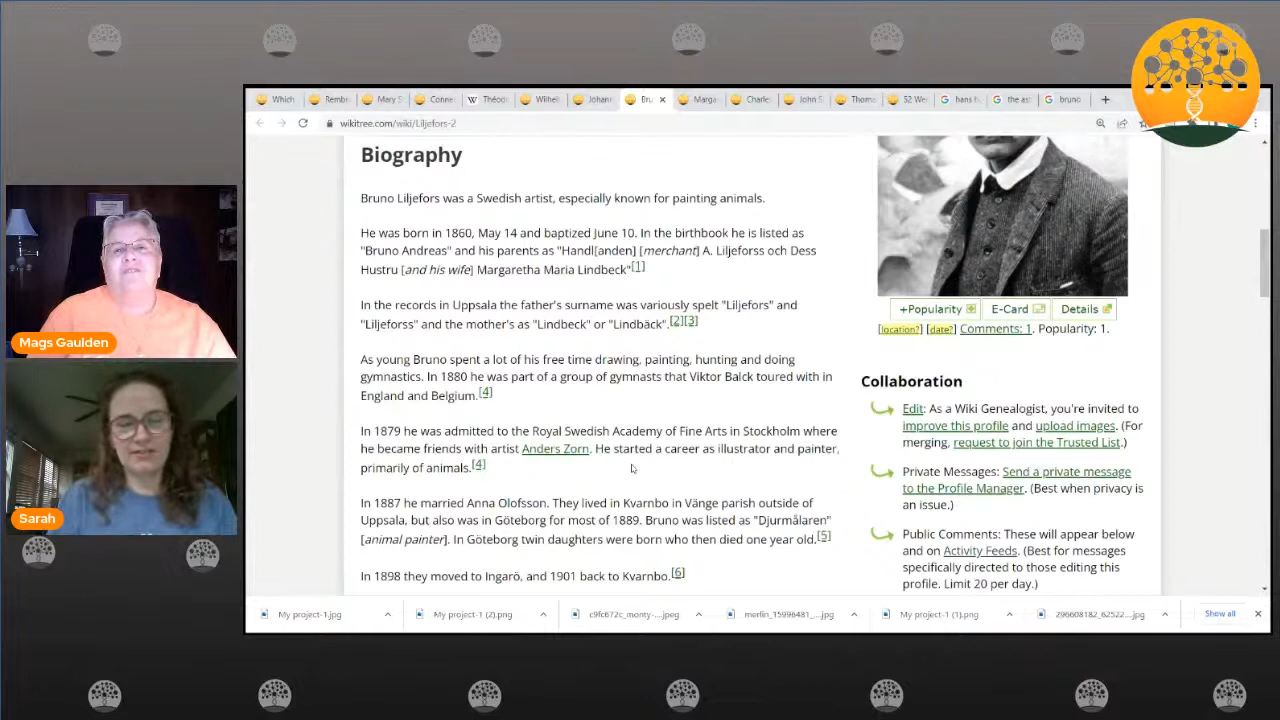 Which
Rembr
Mary S
Conne
Théod
Wilhel
Johan
Bru
Marga
Charle
John S
Thoma
52 We
hans h
the as
bruno
wikitree.com/wiki/Liljefors-2
Biography
Bruno Liljefors was a Swedish artist, especially known for painting animals.
He was born in 1860, May 14 and baptized June 10. In the birthbook he is listed as
"Bruno Andreas" and his parents as "Handl[anden] [merchant] A. Liljeforss och Dess
Hustru [and his wife] Margaretha Maria Lindbeck"[1]
In the records in Uppsala the father's surname was variously spelt "Liljefors" and
"Liljeforss" and the mother's as "Lindbeck" or "Lindbäck".[2][3]
As young Bruno spent a lot of his free time drawing, painting, hunting and doing
gymnastics. In 1880 he was part of a group of gymnasts that Viktor Balck toured with in
England and Belgium.[4]
In 1879 he was admitted to the Royal Swedish Academy of Fine Arts in Stockholm where
he became friends with artist Anders Zorn. He started a career as illustrator and painter,
primarily of animals.[4]
In 1887 he married Anna Olofsson. They lived in Kvarnbo in Vänge parish outside of
Uppsala, but also was in Göteborg for most of 1889. Bruno was listed as "Djurmålaren"
[animal painter]. In Göteborg twin daughters were born who then died one year old.[5]
In 1898 they moved to Ingarö, and 1901 back to Kvarnbo.[6]
+Popularity
E-Card
Details
[location?] [date?] Comments: 1. Popularity: 1.
Collaboration
Edit: As a Wiki Genealogist, you're invited to
improve this profile and upload images. (For
merging, request to join the Trusted List.)
Private Messages: Send a private message
to the Profile Manager. (Best when privacy is
an issue.)
Public Comments: These will appear below
and on Activity Feeds. (Best for messages
specifically directed to those editing this
profile. Limit 20 per day.)
My project-1.jpg
My project-1 (2).png
c9fc672c_monty-....jpeg
merlin_15996481_....jpg
My project-1 (1).png
296608182_62522....jpg
Show all
Mags Gaulden
Sarah